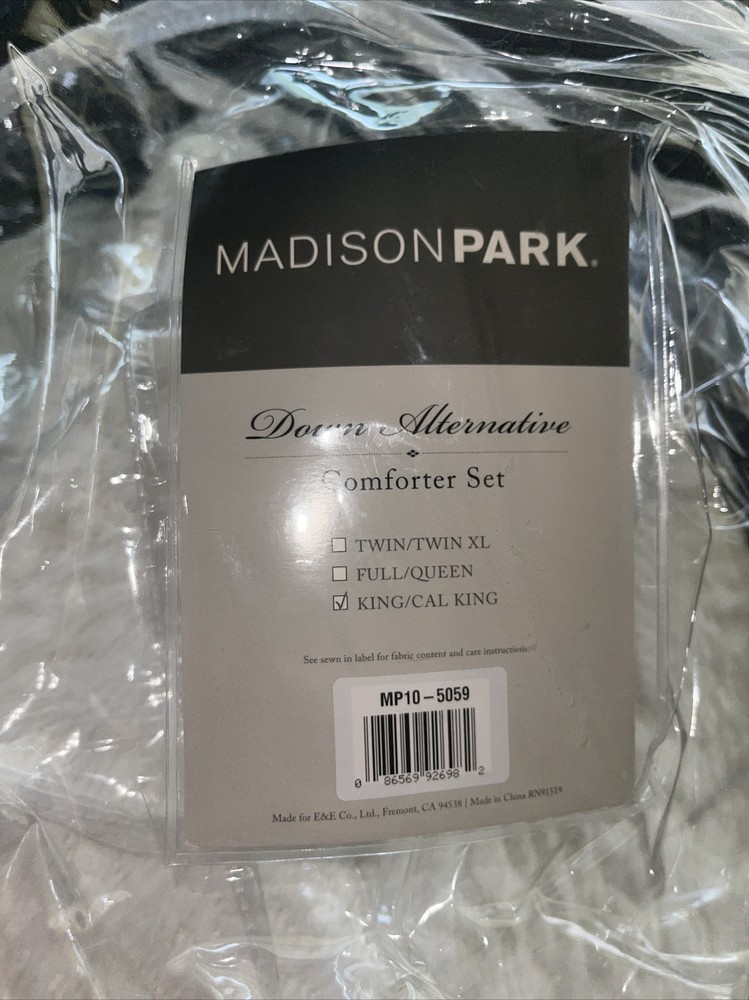 MADISONPARK®
Down Alternative
Comforter Set
☐ TWIN/TWIN XL
☐ FULL/QUEEN
☑ KING/CAL KING
See sewn in label for fabric content and care instructions.
MP10-5059
0 86569 92698 2
Made for E&E Co., Ltd., Fremont, CA 94538 | Made in China RN91519